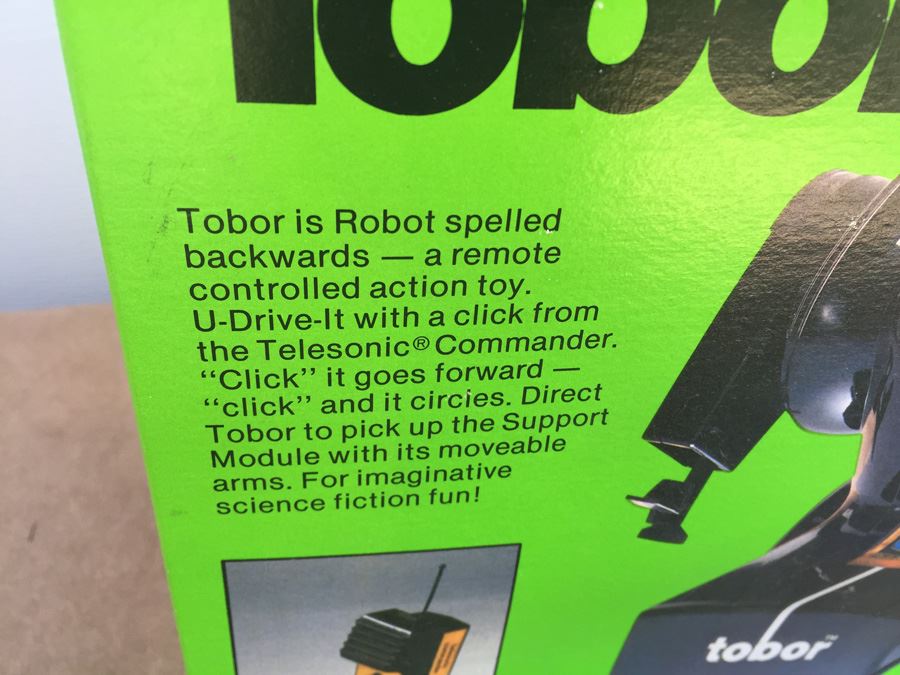 Tobor
Tobor is Robot spelled
backwards — a remote
controlled action toy.
U-Drive-It with a click from
the Telesonic® Commander.
“Click” it goes forward —
“click” and it circies. Direct
Tobor to pick up the Support
Module with its moveable
arms. For imaginative
science fiction fun!
tobor™